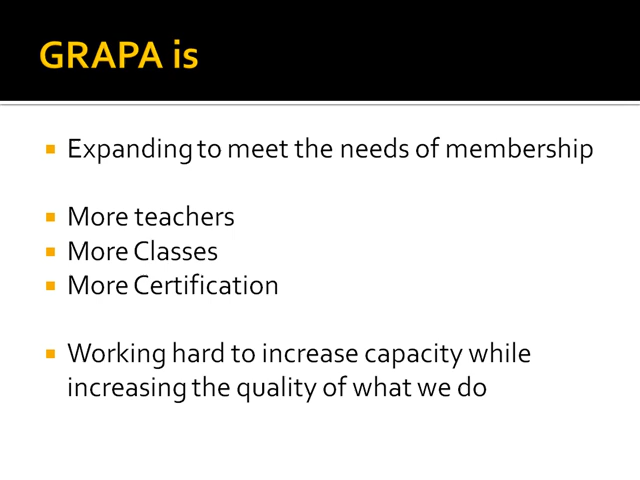 GRAPA is
Expanding to meet the needs of membership
More teachers
More Classes
More Certification
Working hard to increase capacity while
increasing the quality of what we do